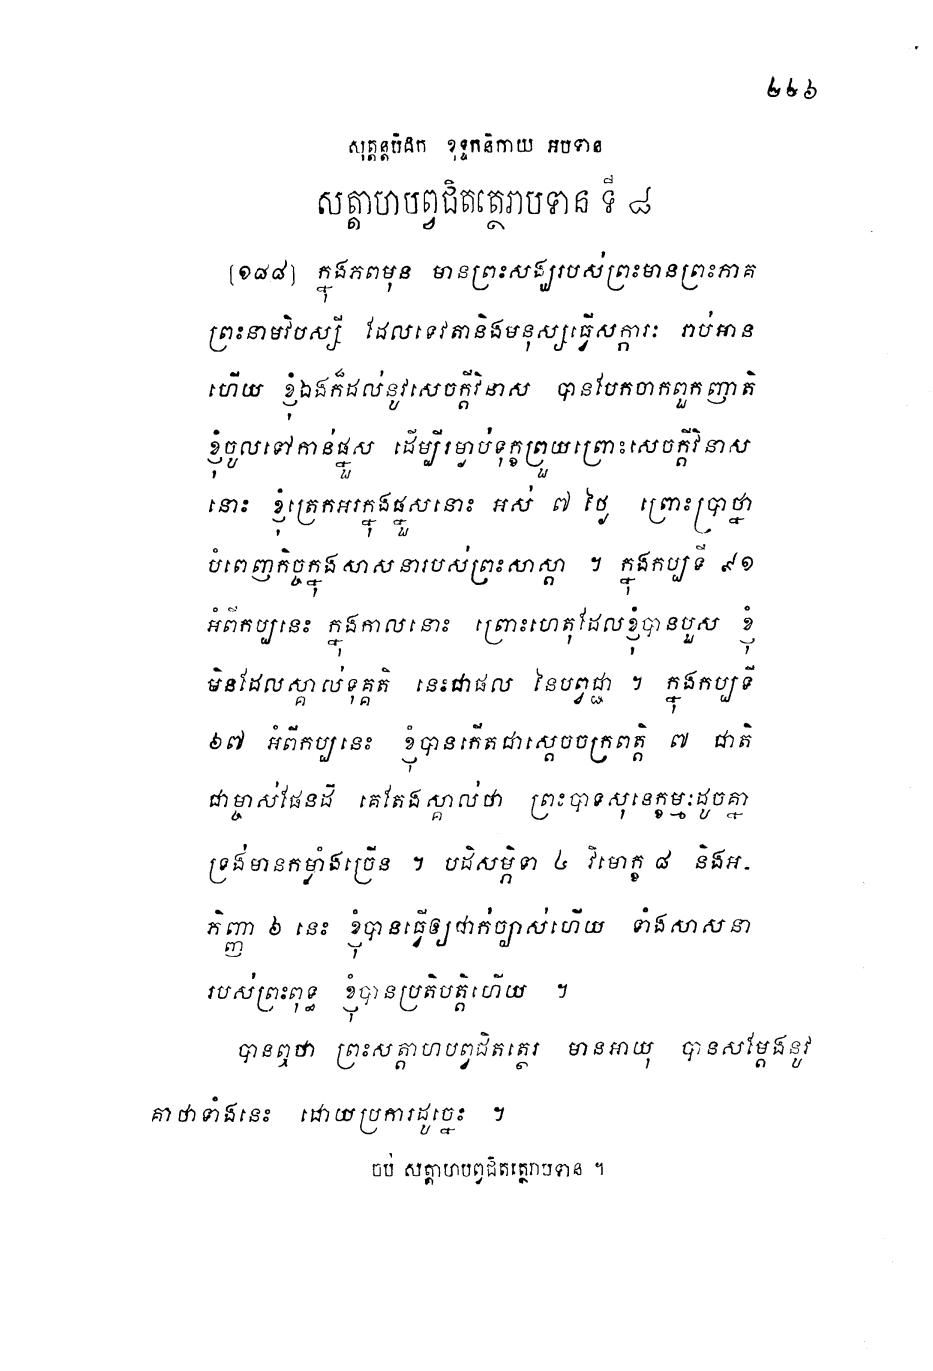 ២២៦
សុត្តន្តបិដក ខុទ្ទកនិកាយ អបទាន
សត្តាហបព្វជិតត្ថេរាបទាន ទី ៨
[១៨៨] ក្នុងភពមុន មានព្រះសង្ឃរបស់ព្រះមានព្រះភាគ
ព្រះនាមវិបស្សី ដែលទេវតានិងមនុស្សធ្វើសក្ការៈ រាប់អាន
ហើយ ខ្ញុំឯងក៏ដល់នូវសេចក្តីវិនាស បានបែកចាកពួកញាតិ
ខ្ញុំចូលទៅកាន់ផ្នួស ដើម្បីរម្ងាប់ទុក្ខព្រួយព្រោះសេចក្តីវិនាស
នោះ ខ្ញុំត្រេកអរក្នុងផ្នួសនោះ អស់ ៧ ថ្ងៃ ព្រោះប្រាថ្នា
បំពេញកិច្ចក្នុងសាសនារបស់ព្រះសាស្តា ។ ក្នុងកប្បទី ៩១
អំពីកប្បនេះ ក្នុងកាលនោះ ព្រោះហេតុដែលខ្ញុំបានបួស ខ្ញុំ
មិនដែលស្គាល់ទុគ្គតិ នេះជាផល នៃបព្វជ្ជា ។ ក្នុងកប្បទី
៦៧ អំពីកប្បនេះ ខ្ញុំបានកើតជាស្តេចចក្រពត្តិ ៧ ជាតិ
ជាម្ចាស់ផែនដី គេតែងស្គាល់ថា ព្រះបាទសុនេក្ខម្មៈដូចគ្នា
ទ្រង់មានកម្លាំងច្រើន ។ បដិសម្ភិទា ៤ វិមោក្ខ ៨ និងអ-
ភិញ្ញា ៦ នេះ ខ្ញុំបានធ្វើឲ្យជាក់ច្បាស់ហើយ ទាំងសាសនា
របស់ព្រះពុទ្ធ ខ្ញុំបានប្រតិបត្តិហើយ ។
បានឮថា ព្រះសត្តាហបព្វជិតត្ថេរ មានអាយុ បានសម្តែងនូវ
គាថាទាំងនេះ ដោយប្រការដូច្នេះ ។
ចប់ សត្តាហបព្វជិតត្ថេរាបទាន ។